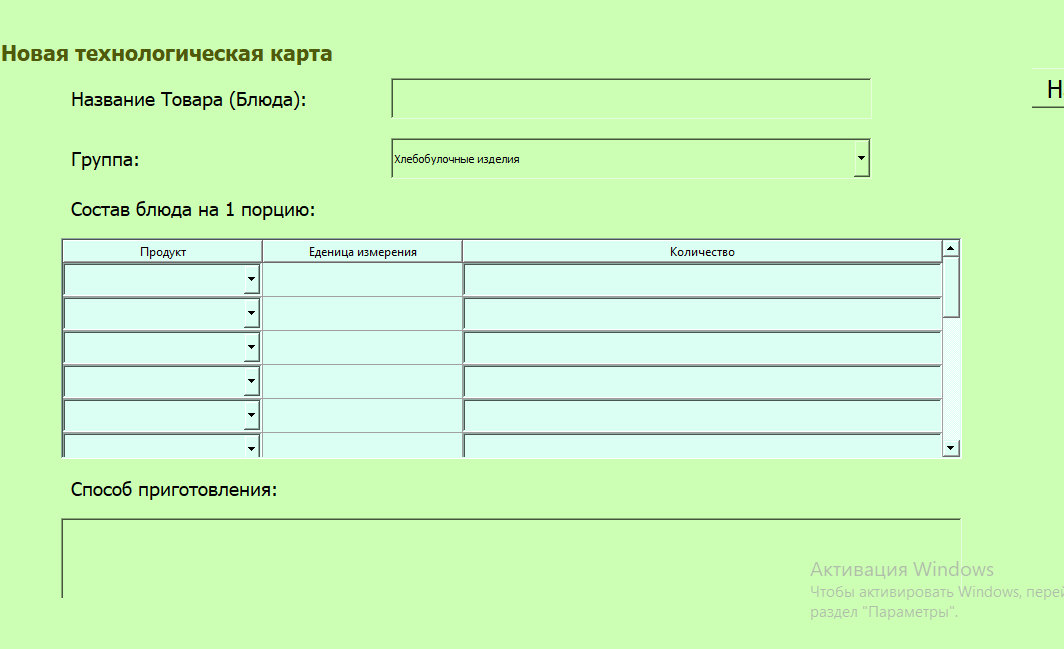 Новая технологическая карта
Название Товара (Блюда):
Н
Группа:
Хлебобулочные изделия
Состав блюда на 1 порцию:
Продукт Еденица измерения Количество
Способ приготовления:
Активация Windows
Чтобы активировать Windows, перей
раздел "Параметры".